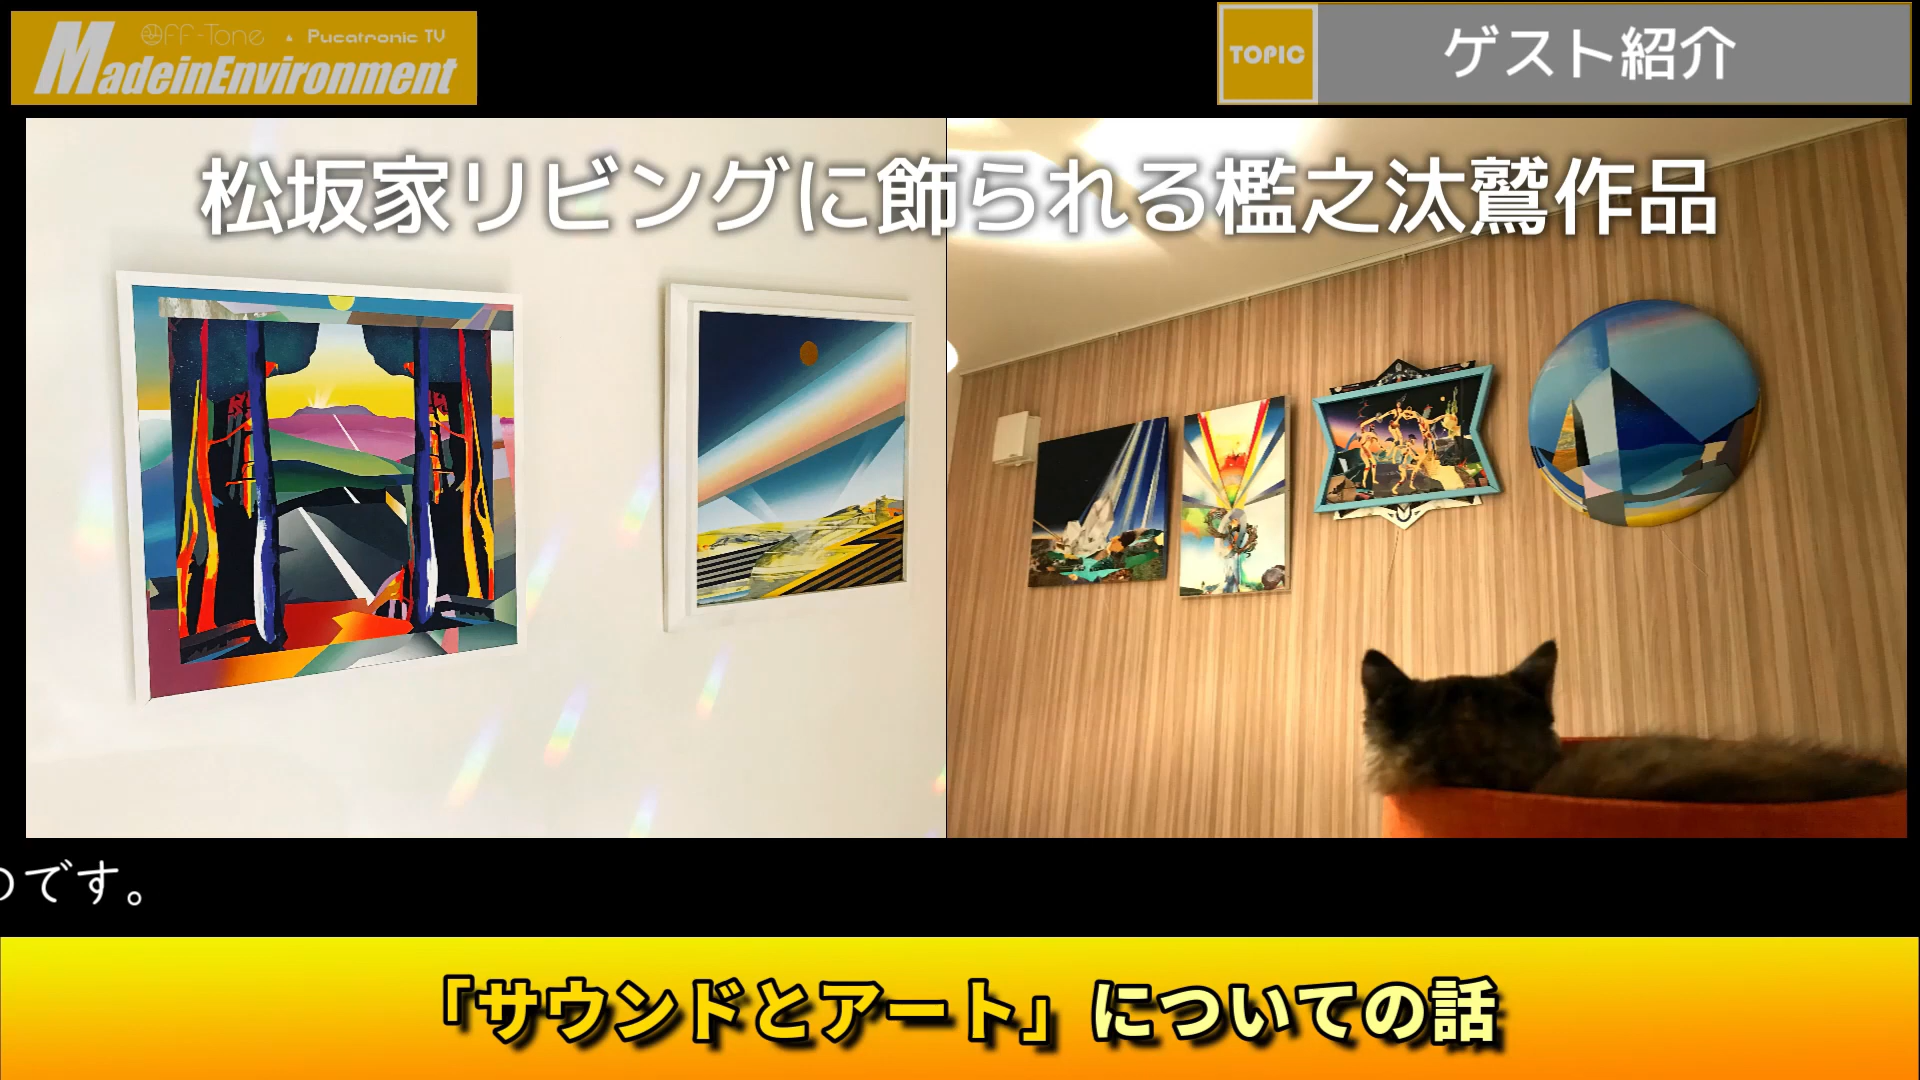 Off-Tone ▲ Pucatronic TV
MadeinEnvironment
TOPIC
ゲスト紹介
松坂家リビングに飾られる檻之汰鷲作品
のです。
「サウンドとアート」についての話